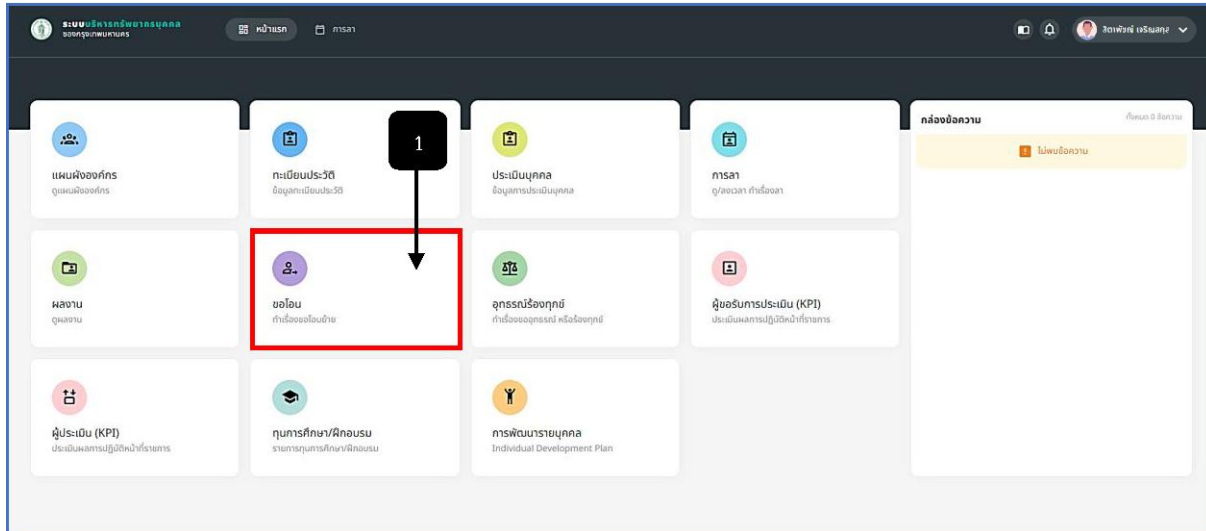 ระบบบริหารทรัพยากรบุคคล
ของกรุงเทพมหานคร
หน้าแรก
การลา
แผนผังองค์กร
ดูแผนผังองค์กร
ทะเบียนประวัติ
ข้อมูลทะเบียนประวัติ
1
ประเมินบุคคล
ข้อมูลการประเมินบุคคล
การลา
ดู/ลงเวลา ทำเรื่องลา
กล่องข้อความ
ทั้งหมด 0 ข้อความ
ไม่พบข้อความ
ผลงาน
ดูผลงาน
ขอโอน
ทำเรื่องขอโอนย้าย
อุทธรณ์ร้องทุกข์
ทำเรื่องขออุทธรณ์ หรือร้องทุกข์
ผู้ขอรับการประเมิน (KPI)
ประเมินผลการปฏิบัติหน้าที่ราชการ
ผู้ประเมิน (KPI)
ประเมินผลการปฏิบัติหน้าที่ราชการ
ทุนการศึกษา/ฝึกอบรม
รายการทุนการศึกษา/ฝึกอบรม
การพัฒนารายบุคคล
Individual Development Plan